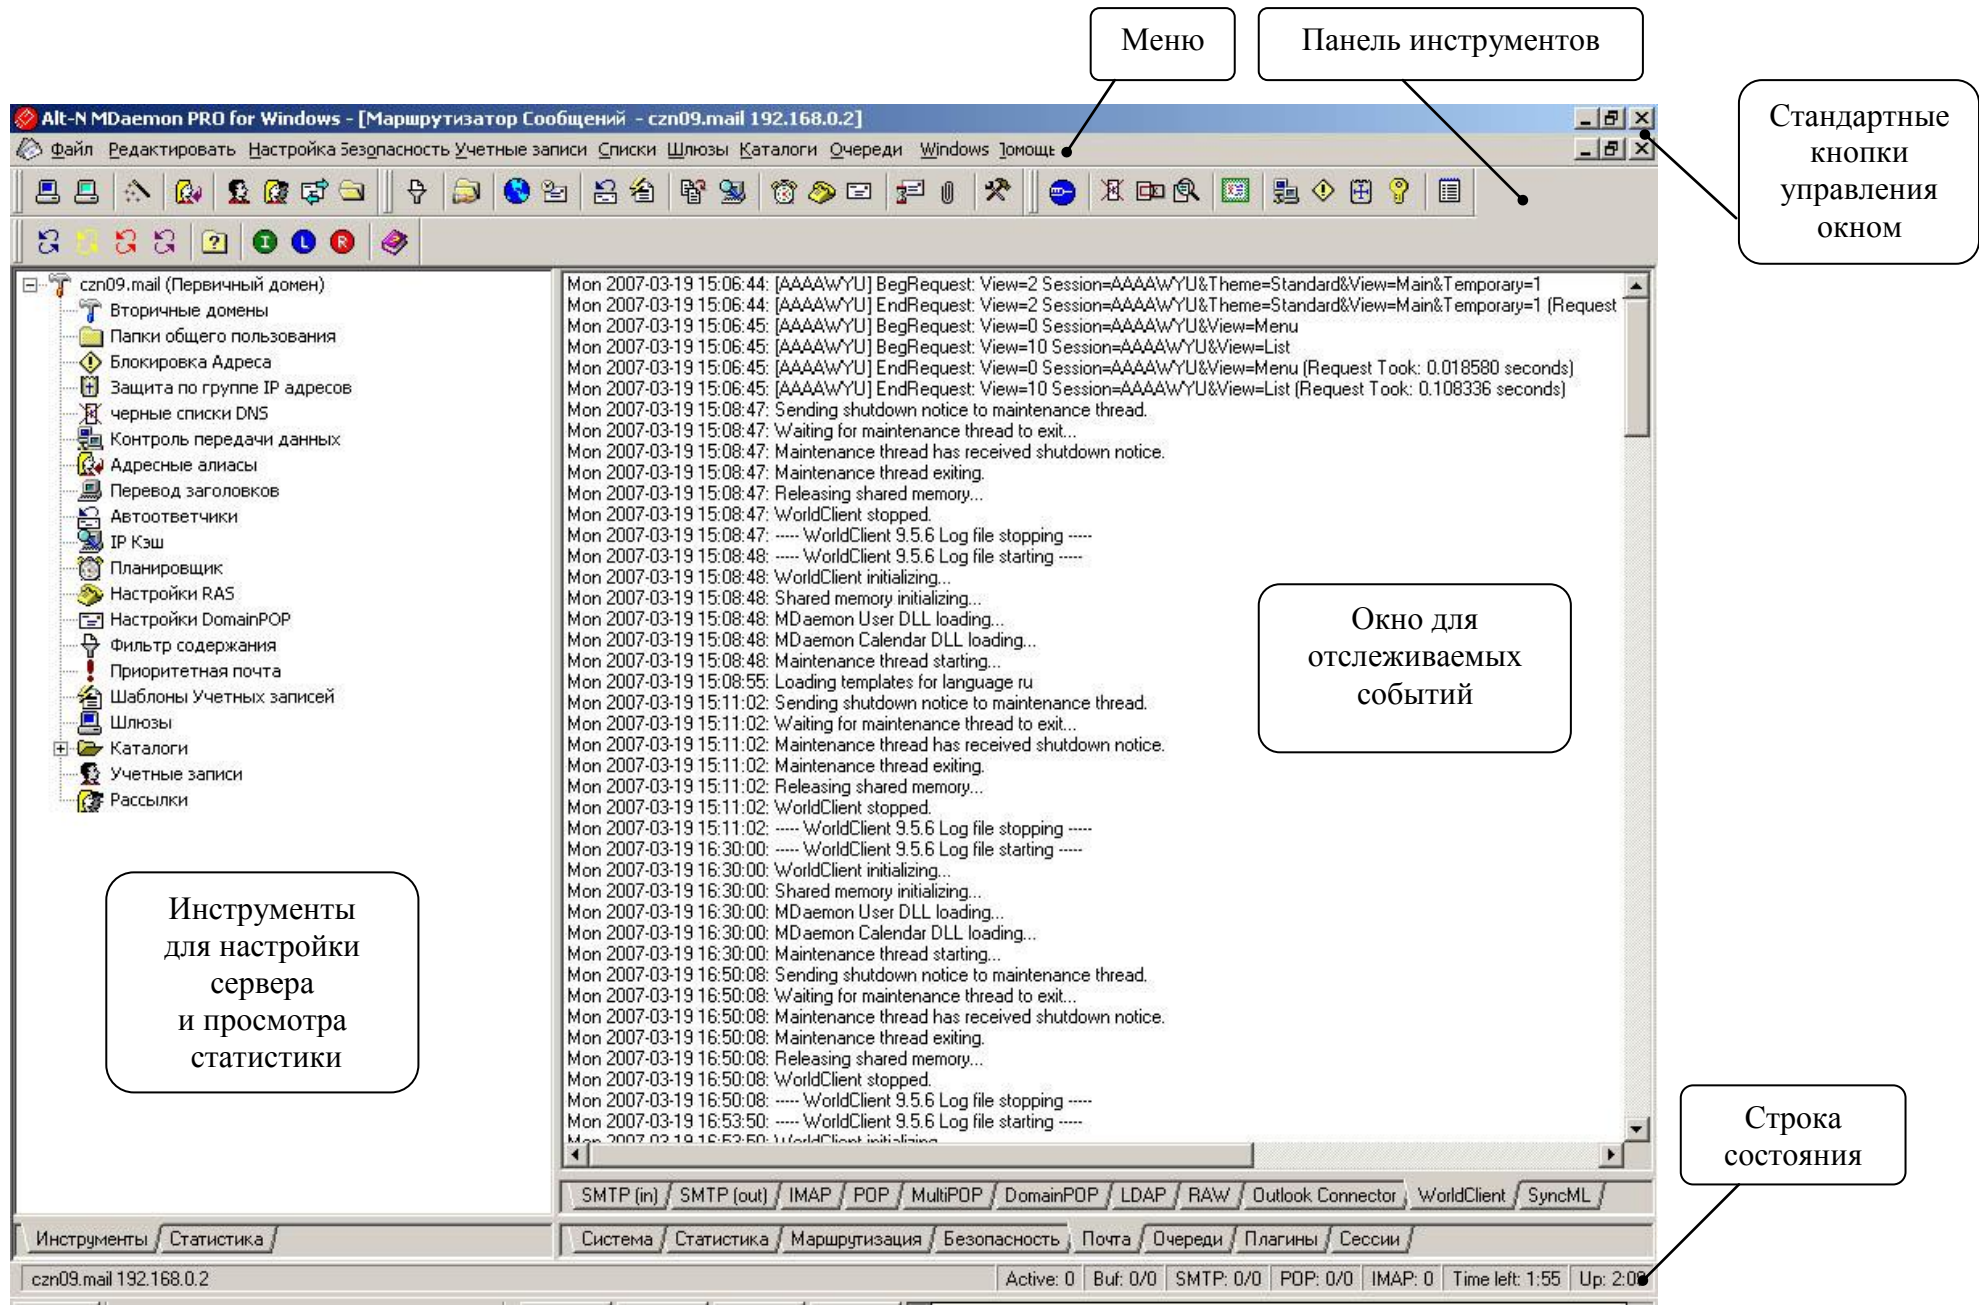 Меню
Панель инструментов
Стандартные
кнопки
управления
окном
Alt-N MDaemon PRO for Windows - [Маршрутизатор Сообщений - czn09.mail 192.168.0.2]
Файл Редактировать Настройка Безопасность Учетные записи Списки Шлюзы Каталоги Очереди Windows Помощь
czn09.mail (Первичный домен)
Вторичные домены
Папки общего пользования
Блокировка Адреса
Защита по группе IP адресов
черные списки DNS
Контроль передачи данных
Адресные алиасы
Перевод заголовков
Автоответчики
IP Кэш
Планировщик
Настройки RAS
Настройки DomainPOP
Фильтр содержания
Приоритетная почта
Шаблоны Учетных записей
Шлюзы
Каталоги
Учетные записи
Рассылки
Инструменты
для настройки
сервера
и просмотра
статистики
Mon 2007-03-19 15:06:44: [AAAAWYU] BegRequest: View=2 Session=AAAAWYU&Theme=Standard&View=Main&Temporary=1
Mon 2007-03-19 15:06:44: [AAAAWYU] EndRequest: View=2 Session=AAAAWYU&Theme=Standard&View=Main&Temporary=1 (Request
Mon 2007-03-19 15:06:45: [AAAAWYU] BegRequest: View=0 Session=AAAAWYU&View=Menu
Mon 2007-03-19 15:06:45: [AAAAWYU] BegRequest: View=10 Session=AAAAWYU&View=List
Mon 2007-03-19 15:06:45: [AAAAWYU] EndRequest: View=0 Session=AAAAWYU&View=Menu (Request Took: 0.018580 seconds)
Mon 2007-03-19 15:06:45: [AAAAWYU] EndRequest: View=10 Session=AAAAWYU&View=List (Request Took: 0.108336 seconds)
Mon 2007-03-19 15:08:47: Sending shutdown notice to maintenance thread.
Mon 2007-03-19 15:08:47: Waiting for maintenance thread to exit...
Mon 2007-03-19 15:08:47: Maintenance thread has received shutdown notice.
Mon 2007-03-19 15:08:47: Maintenance thread exiting.
Mon 2007-03-19 15:08:47: Releasing shared memory...
Mon 2007-03-19 15:08:47: WorldClient stopped.
Mon 2007-03-19 15:08:47: ----- WorldClient 9.5.6 Log file stopping -----
Mon 2007-03-19 15:08:48: ----- WorldClient 9.5.6 Log file starting -----
Mon 2007-03-19 15:08:48: WorldClient initializing...
Mon 2007-03-19 15:08:48: Shared memory initializing...
Mon 2007-03-19 15:08:48: MDaemon User DLL loading...
Mon 2007-03-19 15:08:48: MDaemon Calendar DLL loading...
Mon 2007-03-19 15:08:48: Maintenance thread starting...
Mon 2007-03-19 15:08:55: Loading templates for language ru
Mon 2007-03-19 15:11:02: Sending shutdown notice to maintenance thread.
Mon 2007-03-19 15:11:02: Waiting for maintenance thread to exit...
Mon 2007-03-19 15:11:02: Maintenance thread has received shutdown notice.
Mon 2007-03-19 15:11:02: Maintenance thread exiting.
Mon 2007-03-19 15:11:02: Releasing shared memory...
Mon 2007-03-19 15:11:02: WorldClient stopped.
Mon 2007-03-19 15:11:02: ----- WorldClient 9.5.6 Log file stopping -----
Mon 2007-03-19 16:30:00: ----- WorldClient 9.5.6 Log file starting -----
Mon 2007-03-19 16:30:00: WorldClient initializing...
Mon 2007-03-19 16:30:00: Shared memory initializing...
Mon 2007-03-19 16:30:00: MDaemon User DLL loading...
Mon 2007-03-19 16:30:00: MDaemon Calendar DLL loading...
Mon 2007-03-19 16:30:00: Maintenance thread starting...
Mon 2007-03-19 16:50:08: Sending shutdown notice to maintenance thread.
Mon 2007-03-19 16:50:08: Waiting for maintenance thread to exit...
Mon 2007-03-19 16:50:08: Maintenance thread has received shutdown notice.
Mon 2007-03-19 16:50:08: Maintenance thread exiting.
Mon 2007-03-19 16:50:08: Releasing shared memory...
Mon 2007-03-19 16:50:08: WorldClient stopped.
Mon 2007-03-19 16:50:08: ----- WorldClient 9.5.6 Log file stopping -----
Mon 2007-03-19 16:53:50: ----- WorldClient 9.5.6 Log file starting -----
Mon 2007-03-19 16:53:50: WorldClient initializing
Окно для
отслеживаемых
событий
Строка
состояния
SMTP (in) SMTP (out) IMAP POP MultiPOP DomainPOP LDAP RAW Outlook Connector WorldClient SyncML
Инструменты Статистика
Система Статистика Маршрутизация Безопасность Почта Очереди Плагины Сессии
czn09.mail 192.168.0.2
Active: 0 Buf: 0/0 SMTP: 0/0 POP: 0/0 IMAP: 0 Time left: 1:55 Up: